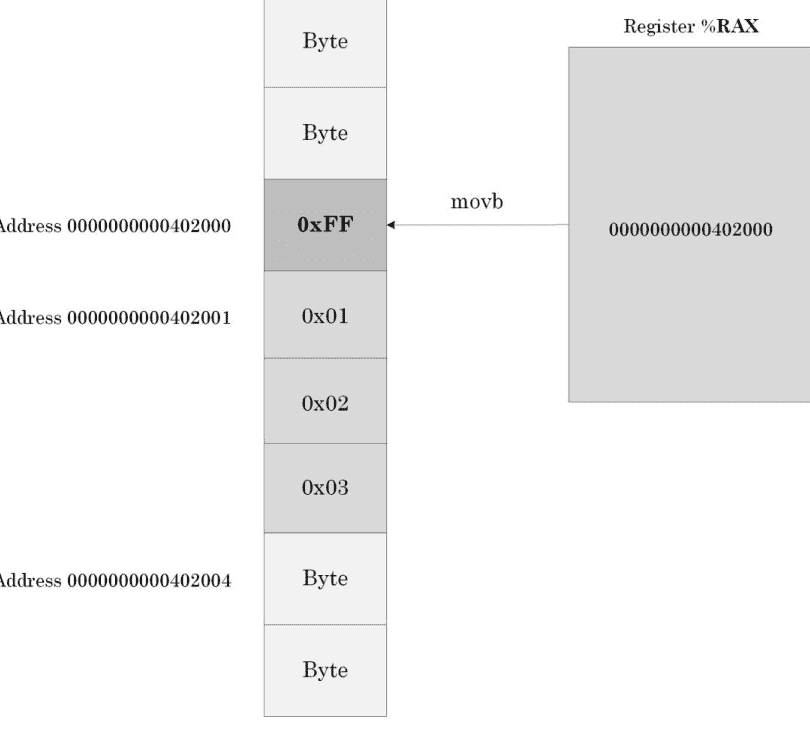 Register %RAX
Byte
Byte
Address 0000000000402000
0xFF
movb
0000000000402000
Address 0000000000402001
0x01
0x02
0x03
Address 0000000000402004
Byte
Byte